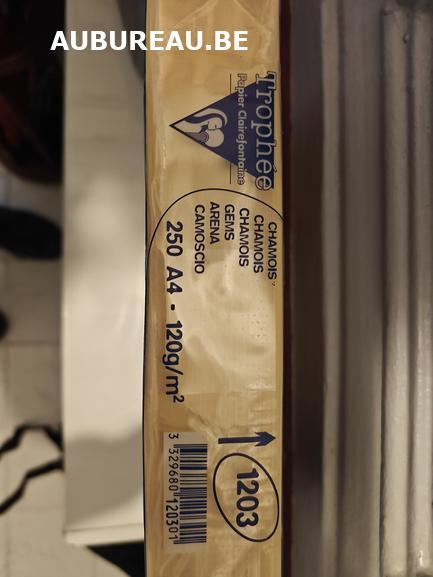 AUBUREAU.BE
Trophée
Papier Clairefontaine
CHAMOIS
CHAMOIS
CHAMOIS
GEMS
ARENA
CAMOSCIO
250 A4 - 120g/m²
1203
3 329680 120301